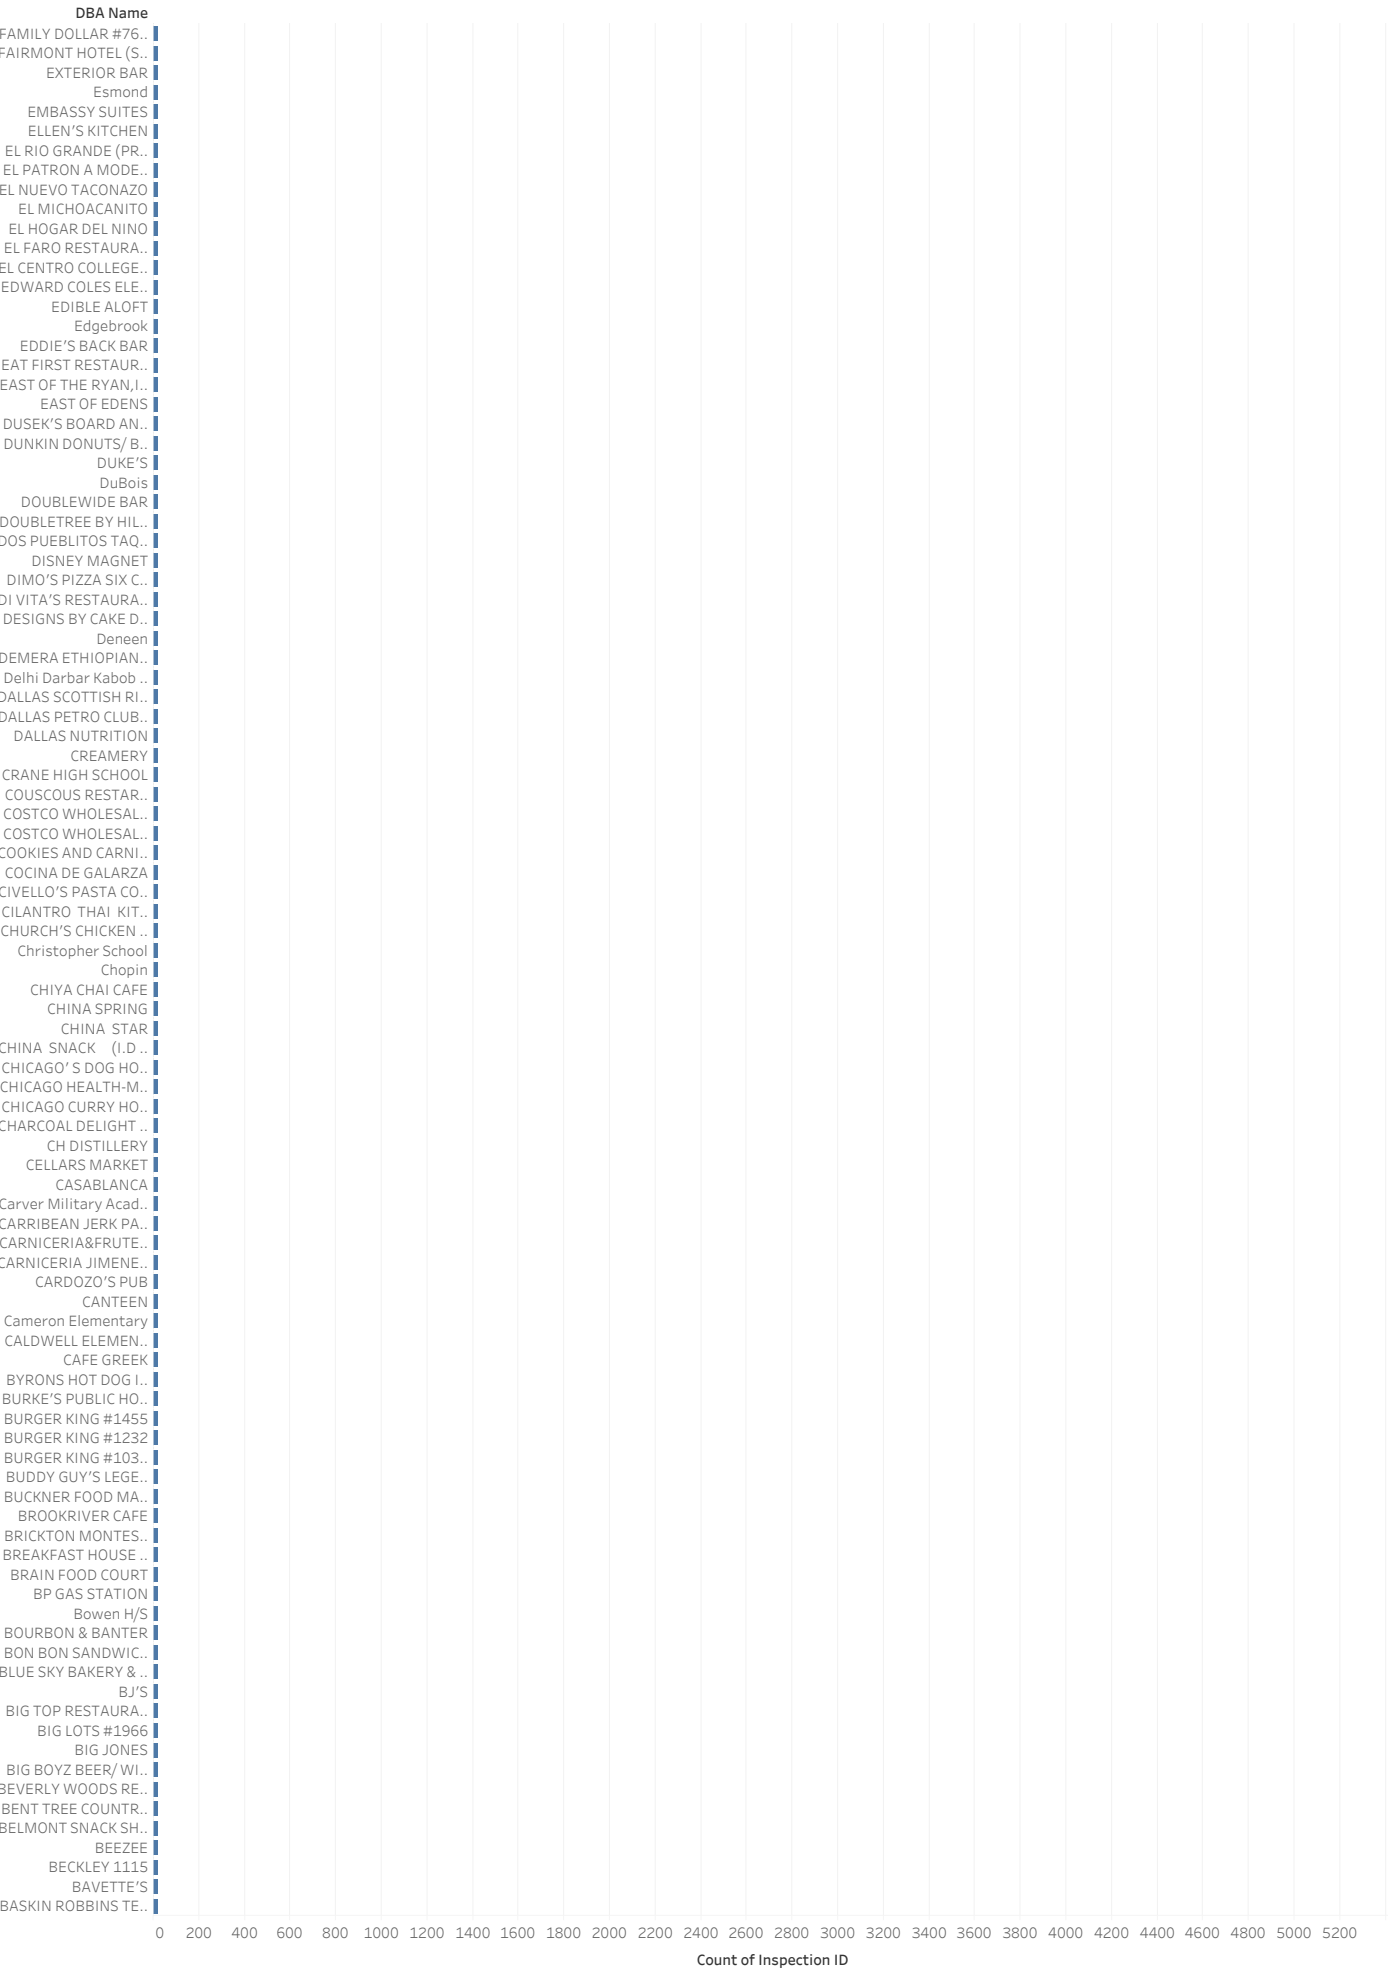 DBA Name
FAMILY DOLLAR #76..
FAIRMONT HOTEL (S..
EXTERIOR BAR
Esmond
EMBASSY SUITES
ELLEN'S KITCHEN
EL RIO GRANDE (PR..
EL PATRON A MODE..
EL NUEVO TACONAZO
EL MICHOACANITO
EL HOGAR DEL NINO
EL FARO RESTAURA..
EL CENTRO COLLEGE..
EDWARD COLES ELE..
EDIBLE ALOFT
Edgebrook
EDDIE'S BACK BAR
EAT FIRST RESTAUR..
EAST OF THE RYAN,I..
EAST OF EDENS
DUSEK'S BOARD AN..
DUNKIN DONUTS/ B..
DUKE'S
DuBois
DOUBLEWIDE BAR
DOUBLETREE BY HIL..
DOS PUEBLITOS TAQ..
DISNEY MAGNET
DIMO'S PIZZA SIX C..
DI VITA'S RESTAURA..
DESIGNS BY CAKE D..
Deneen
DEMERA ETHIOPIAN..
Delhi Darbar Kabob ..
DALLAS SCOTTISH RI..
DALLAS PETRO CLUB..
DALLAS NUTRITION
CREAMERY
CRANE HIGH SCHOOL
COUSCOUS RESTAR..
COSTCO WHOLESAL..
COSTCO WHOLESAL..
COOKIES AND CARNI..
COCINA DE GALARZA
CIVELLO'S PASTA CO..
CILANTRO  THAI  KIT..
CHURCH'S CHICKEN ..
Christopher School
Chopin
CHIYA CHAI CAFE
CHINA SPRING
CHINA  STAR
CHINA  SNACK    (I.D ..
CHICAGO' S DOG HO..
CHICAGO HEALTH-M..
CHICAGO CURRY HO..
CHARCOAL DELIGHT ..
CH DISTILLERY
CELLARS MARKET
CASABLANCA
Carver Military Acad..
CARRIBEAN JERK PA..
CARNICERIA&FRUTE..
CARNICERIA JIMENE..
CARDOZO'S PUB
CANTEEN
Cameron Elementary
CALDWELL ELEMEN..
CAFE GREEK
BYRONS HOT DOG I..
BURKE'S PUBLIC HO..
BURGER KING #1455
BURGER KING #1232
BURGER KING #103..
BUDDY GUY'S LEGE..
BUCKNER FOOD MA..
BROOKRIVER CAFE
BRICKTON MONTES..
BREAKFAST HOUSE ..
BRAIN FOOD COURT
BP GAS STATION
Bowen H/S
BOURBON & BANTER
BON BON SANDWIC..
BLUE SKY BAKERY & ..
BJ'S
BIG TOP RESTAURA..
BIG LOTS #1966
BIG JONES
BIG BOYZ BEER/ WI..
BEVERLY WOODS RE..
BENT TREE COUNTR..
BELMONT SNACK SH..
BEEZEE
BECKLEY 1115
BAVETTE'S
BASKIN ROBBINS TE..
0 200 400 600 800 1000 1200 1400 1600 1800 2000 2200 2400 2600 2800 3000 3200 3400 3600 3800 4000 4200 4400 4600 4800 5000 5200
Count of Inspection ID